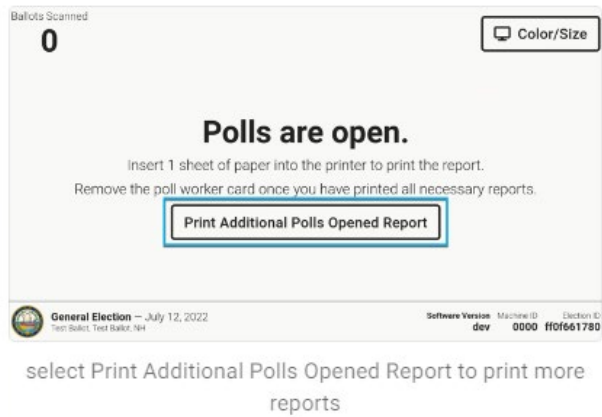 Ballots Scanned
0
Color/Size
Polls are open.
Insert 1 sheet of paper into the printer to print the report.
Remove the poll worker card once you have printed all necessary reports.
Print Additional Polls Opened Report
General Election — July 12, 2022
Test Ballot, Test Ballot, NH
Software Version
dev
Machine ID
0000
Election ID
ff0f661780
select Print Additional Polls Opened Report to print more
reports